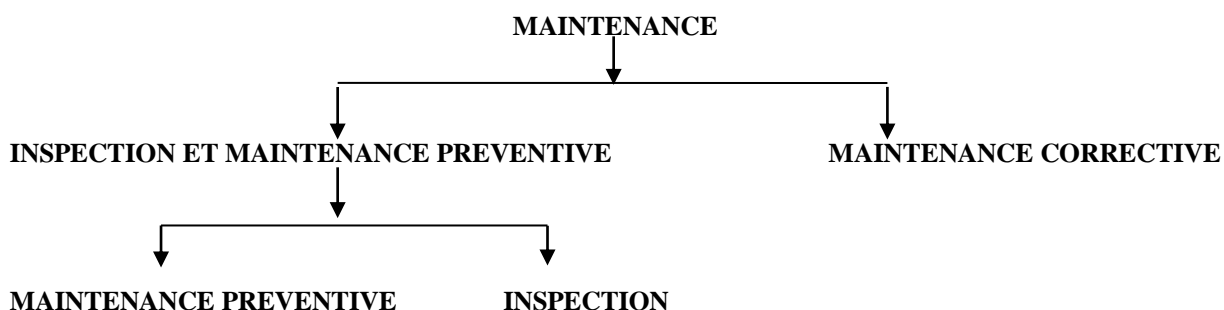 MAINTENANCE
INSPECTION ET MAINTENANCE PREVENTIVE
MAINTENANCE CORRECTIVE
MAINTENANCE PREVENTIVE
INSPECTION